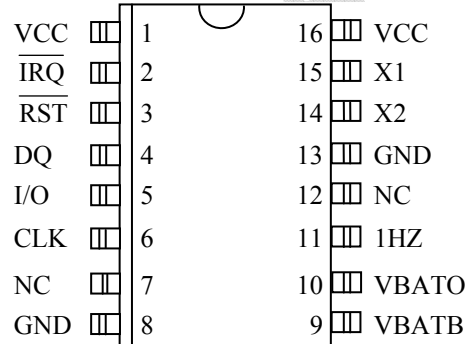 VCC 1 16 VCC
IRQ 2 15 X1
RST 3 14 X2
DQ 4 13 GND
I/O 5 12 NC
CLK 6 11 1HZ
NC 7 10 VBATO
GND 8 9 VBATB